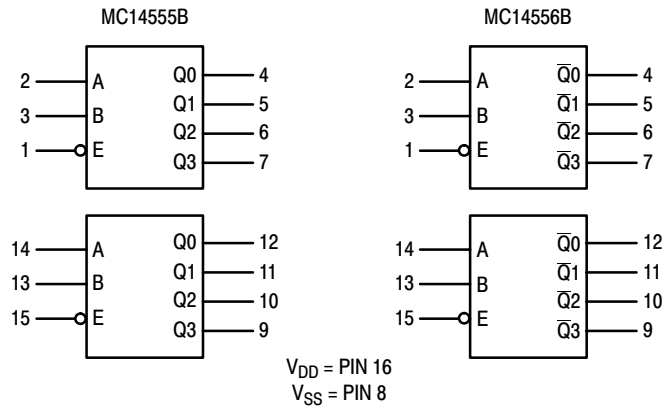 MC14555B MC14556B
2 A Q0 4 2 A Q̅0 4
3 B Q1 5 3 B Q̅1 5
1 E Q2 6 1 E Q̅2 6
Q3 7 Q̅3 7
14 A Q0 12 14 A Q̅0 12
13 B Q1 11 13 B Q̅1 11
15 E Q2 10 15 E Q̅2 10
Q3 9 Q̅3 9
VDD = PIN 16
VSS = PIN 8